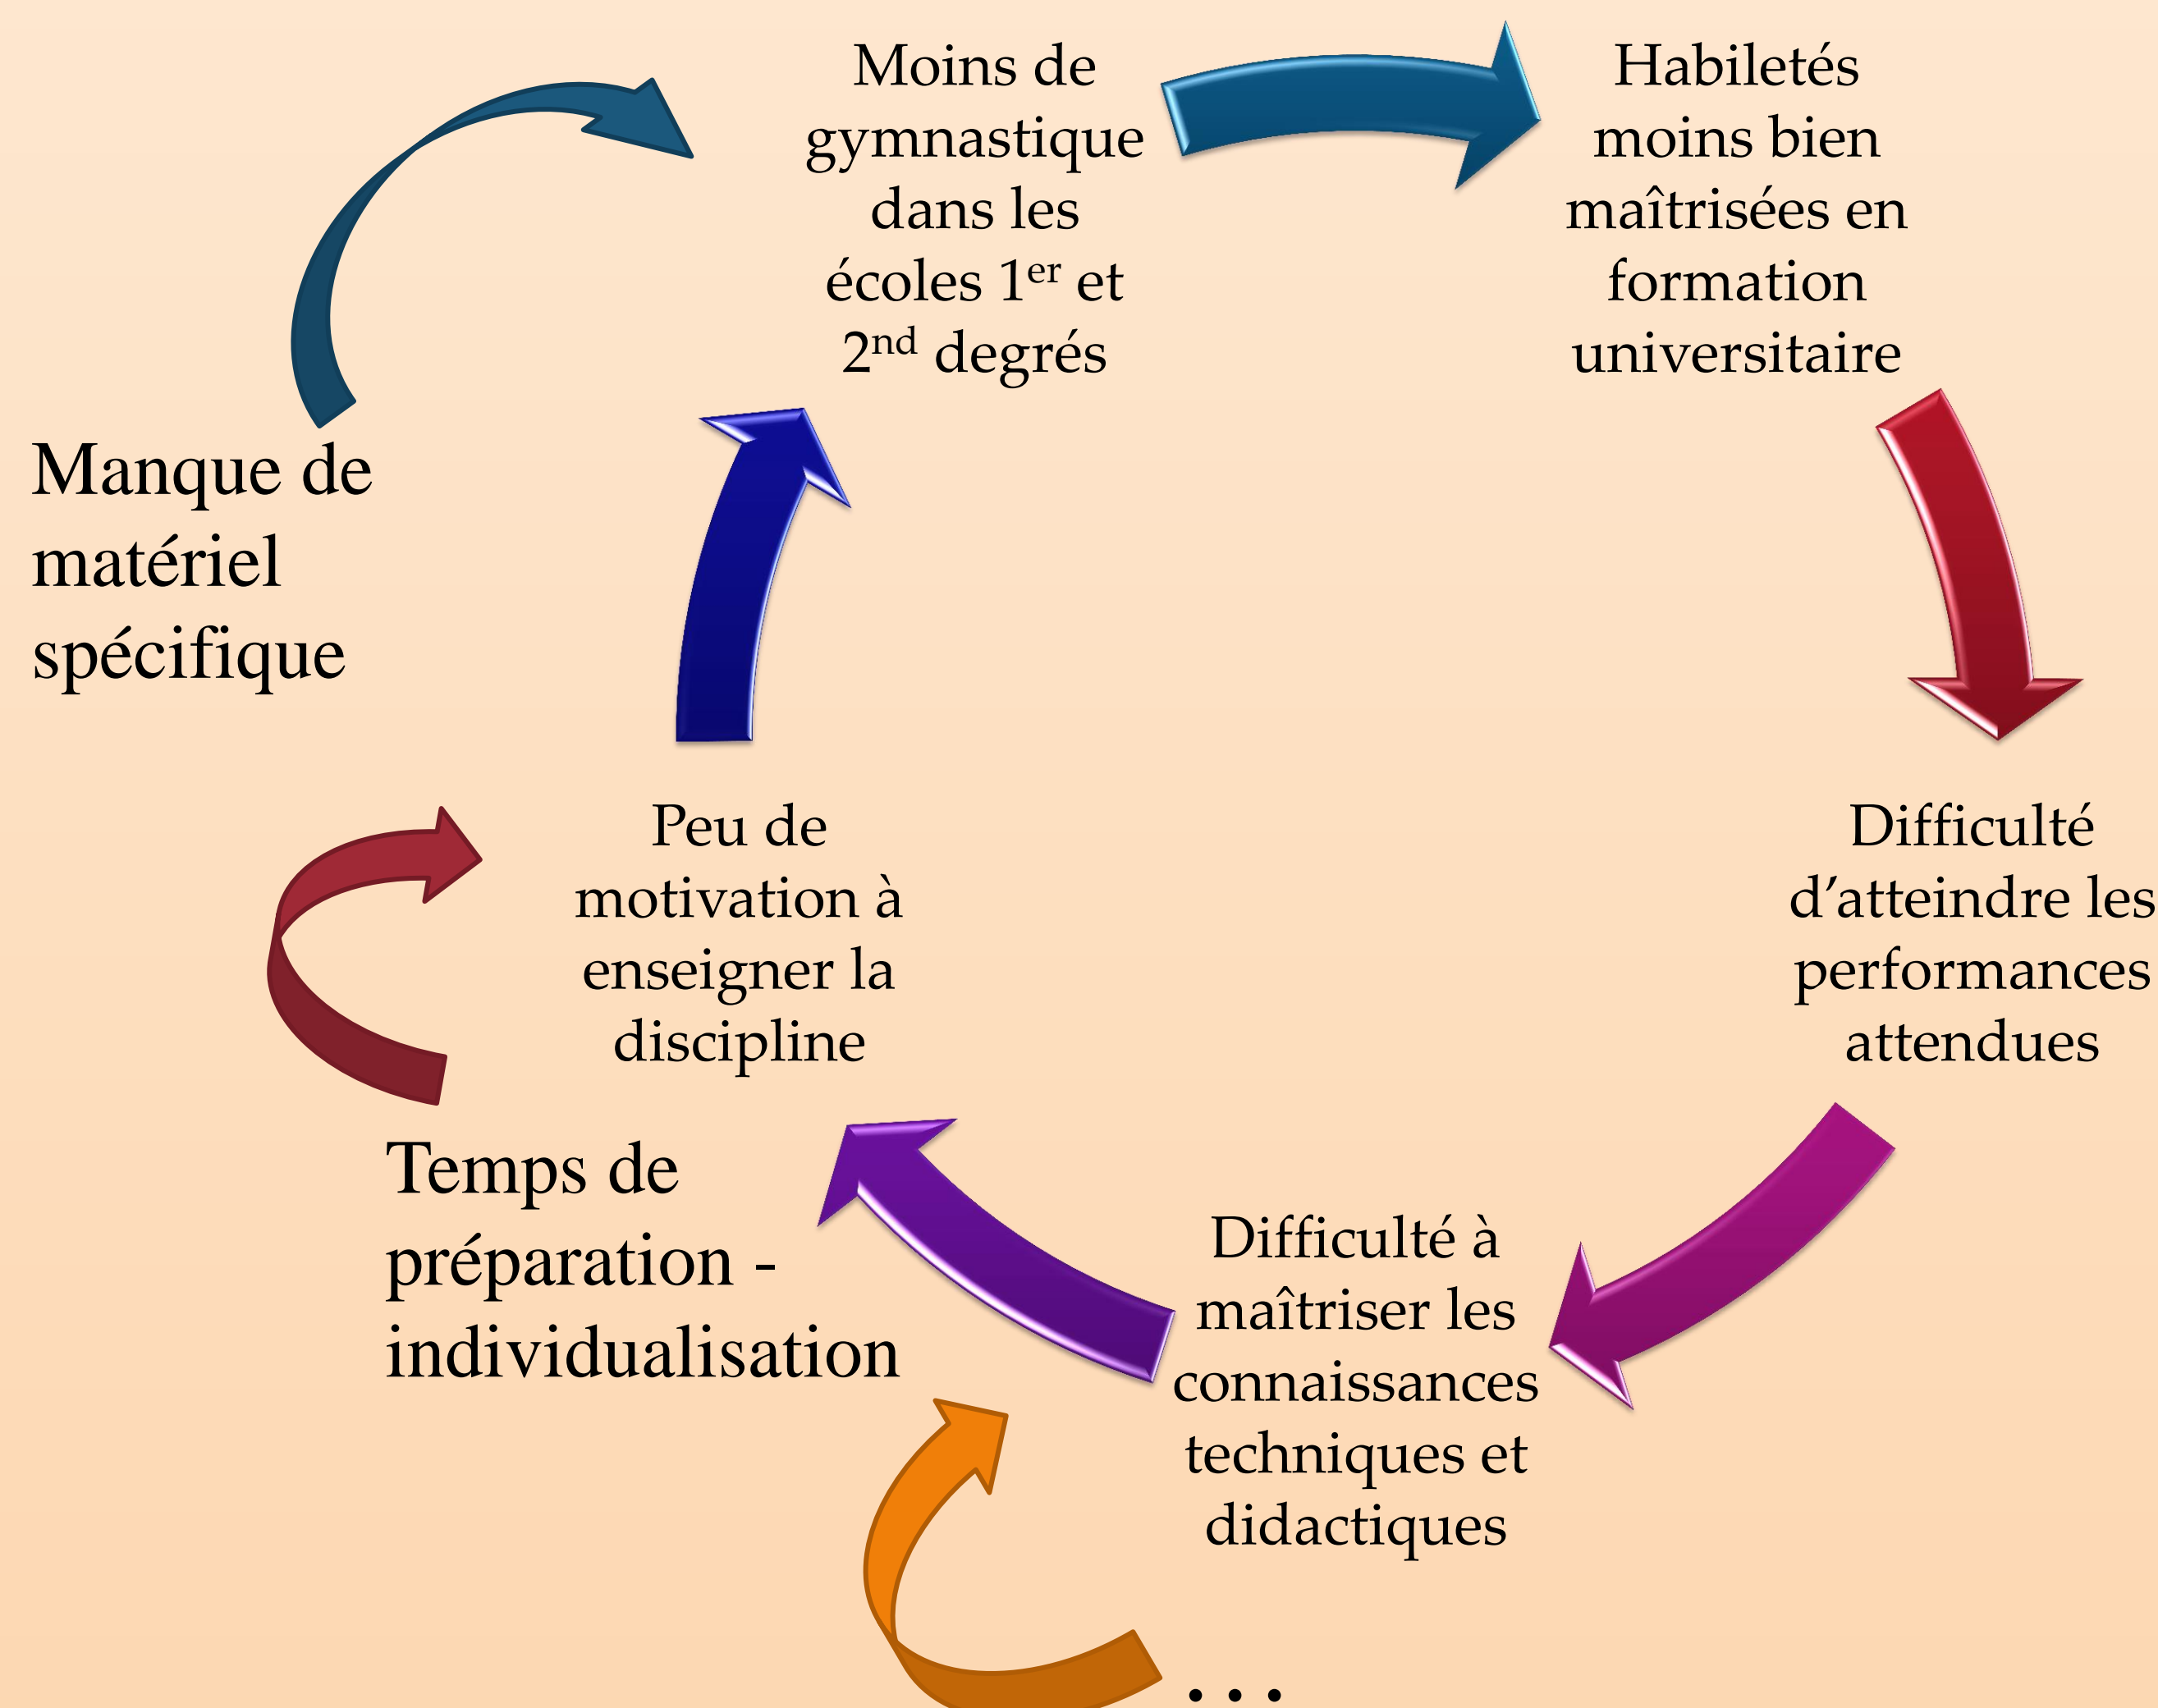 Moins de
gymnastique
dans les
écoles 1er et
2nd degrés
Habiletés
moins bien
maîtrisées en
formation
universitaire
Manque de
matériel
spécifique
Peu de
motivation à
enseigner la
discipline
Difficulté
d’atteindre les
performances
attendues
Temps de
préparation -
individualisation
Difficulté à
maîtriser les
connaissances
techniques et
didactiques
…